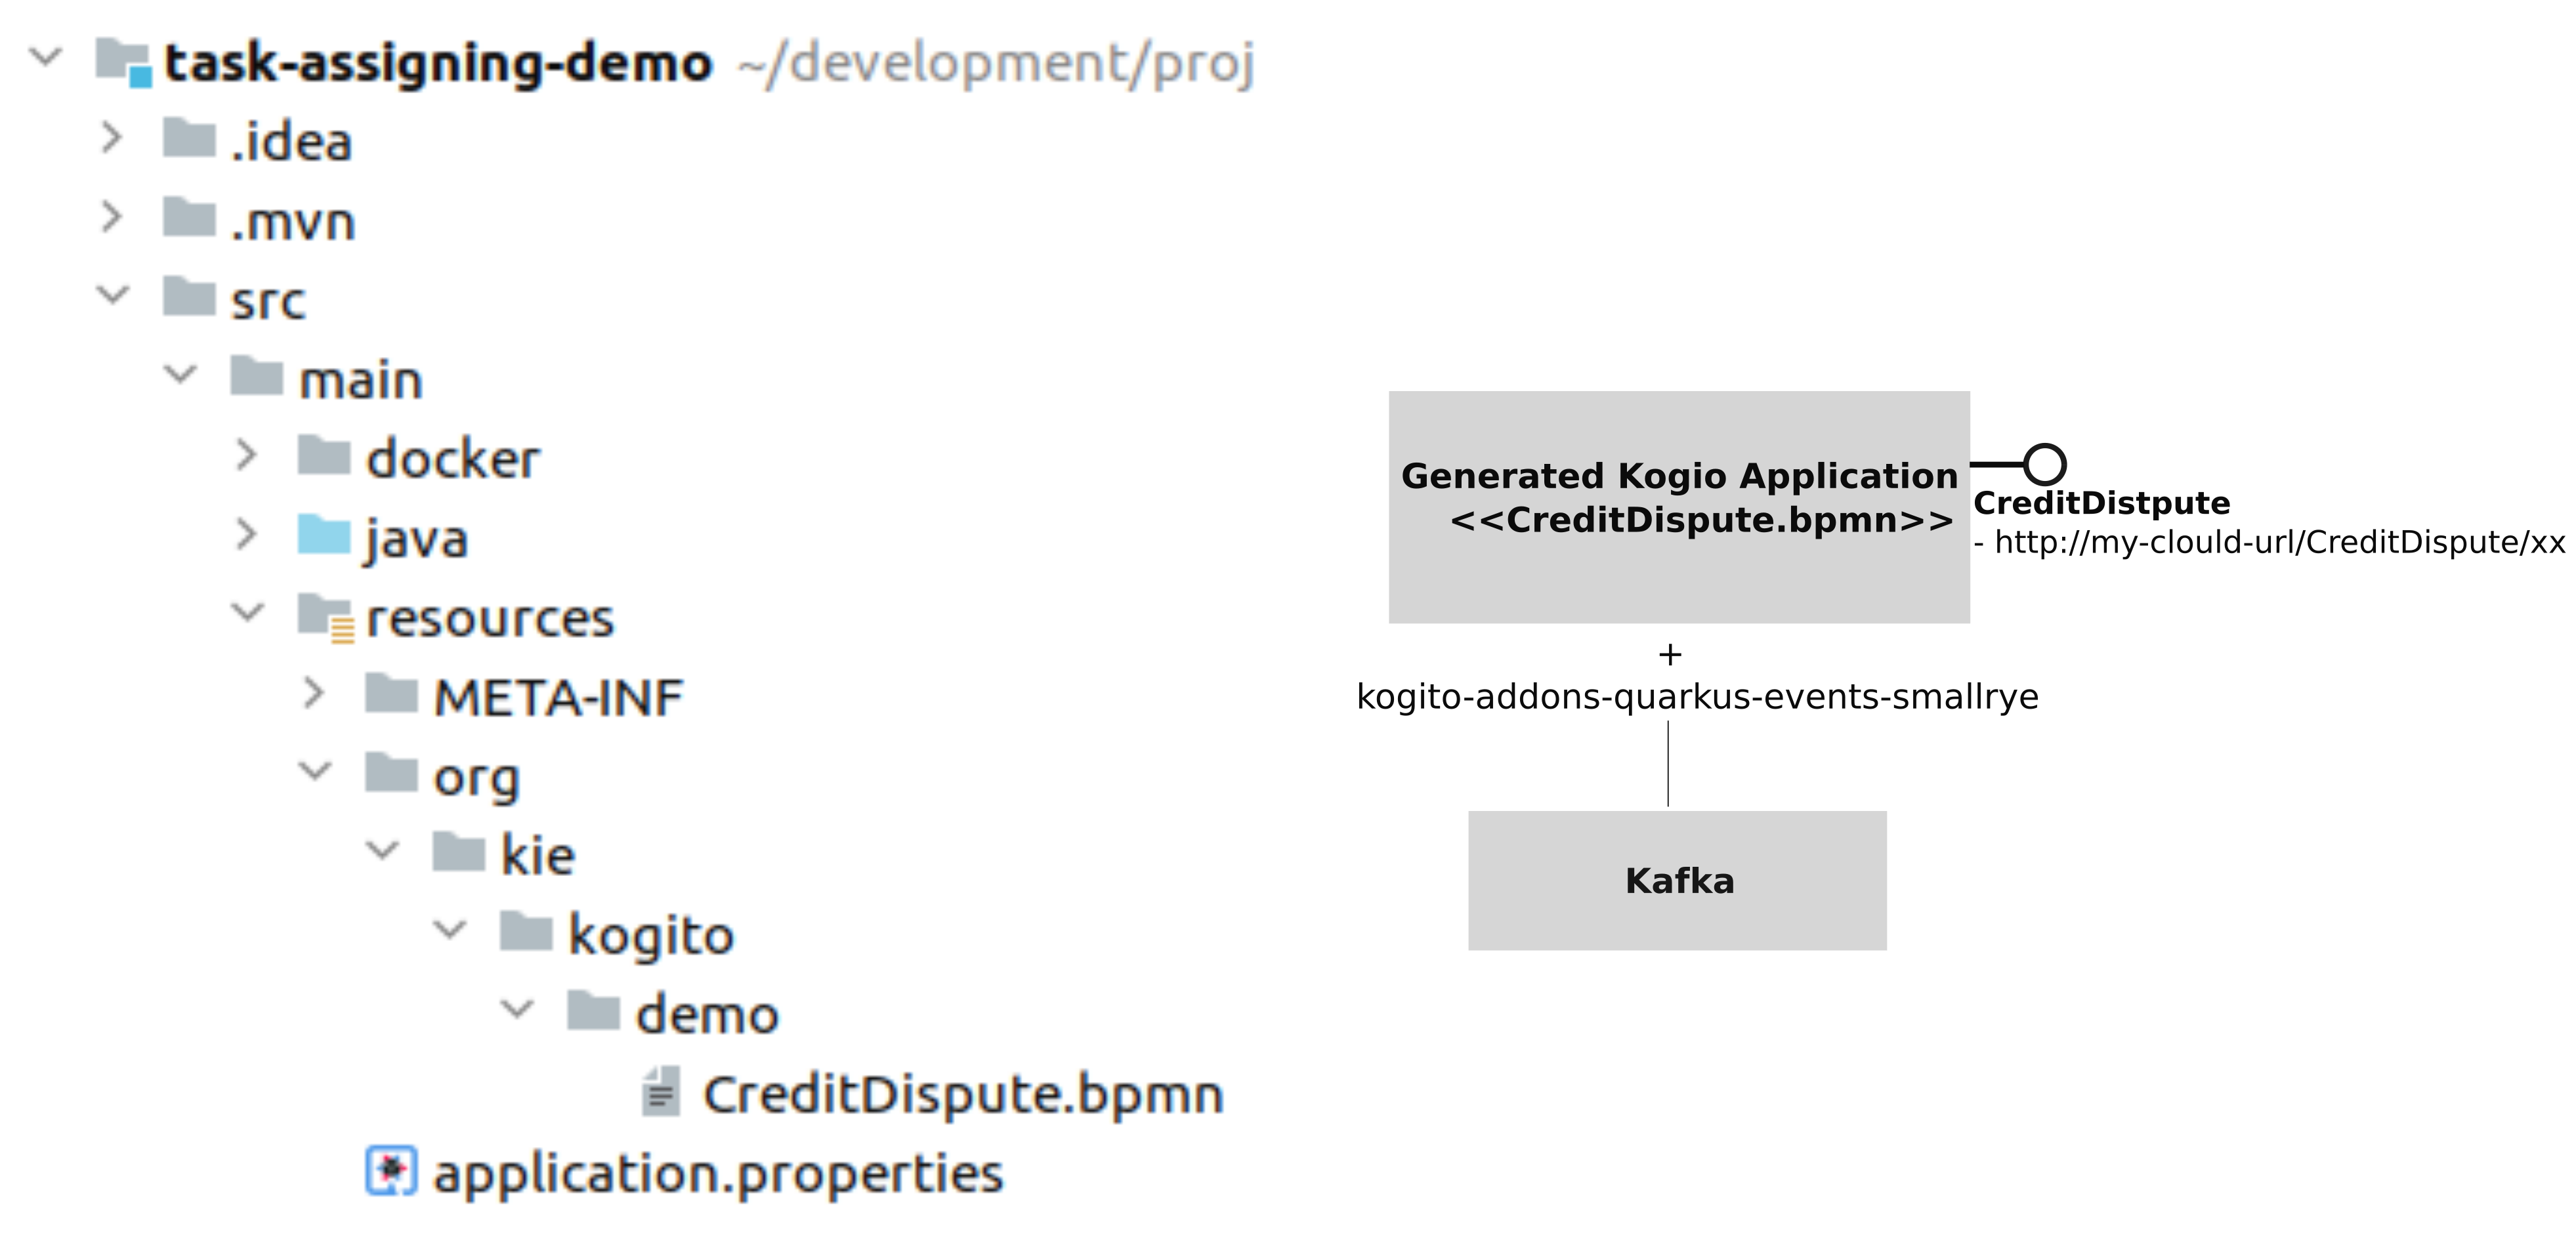 task-assigning-demo ~/development/proj
.idea
.mvn
src
main
docker
java
resources
META-INF
org
kie
kogito
demo
CreditDispute.bpmn
application.properties
Generated Kogio Application
<<CreditDispute.bpmn>>
CreditDistpute
- http://my-clould-url/CreditDispute/xx
+
kogito-addons-quarkus-events-smallrye
Kafka